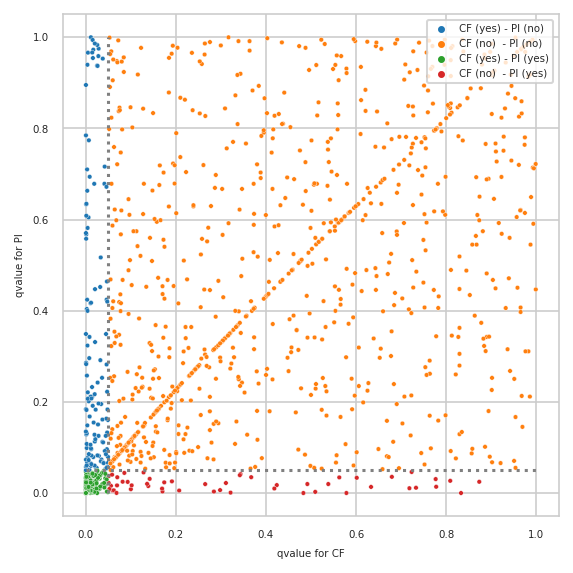 CF (yes) - PI (no)
CF (no)  - PI (no)
CF (yes) - PI (yes)
CF (no)  - PI (yes)
1.0
0.8
0.6
0.4
0.2
0.0
qvalue for PI
0.0 0.2 0.4 0.6 0.8 1.0
qvalue for CF